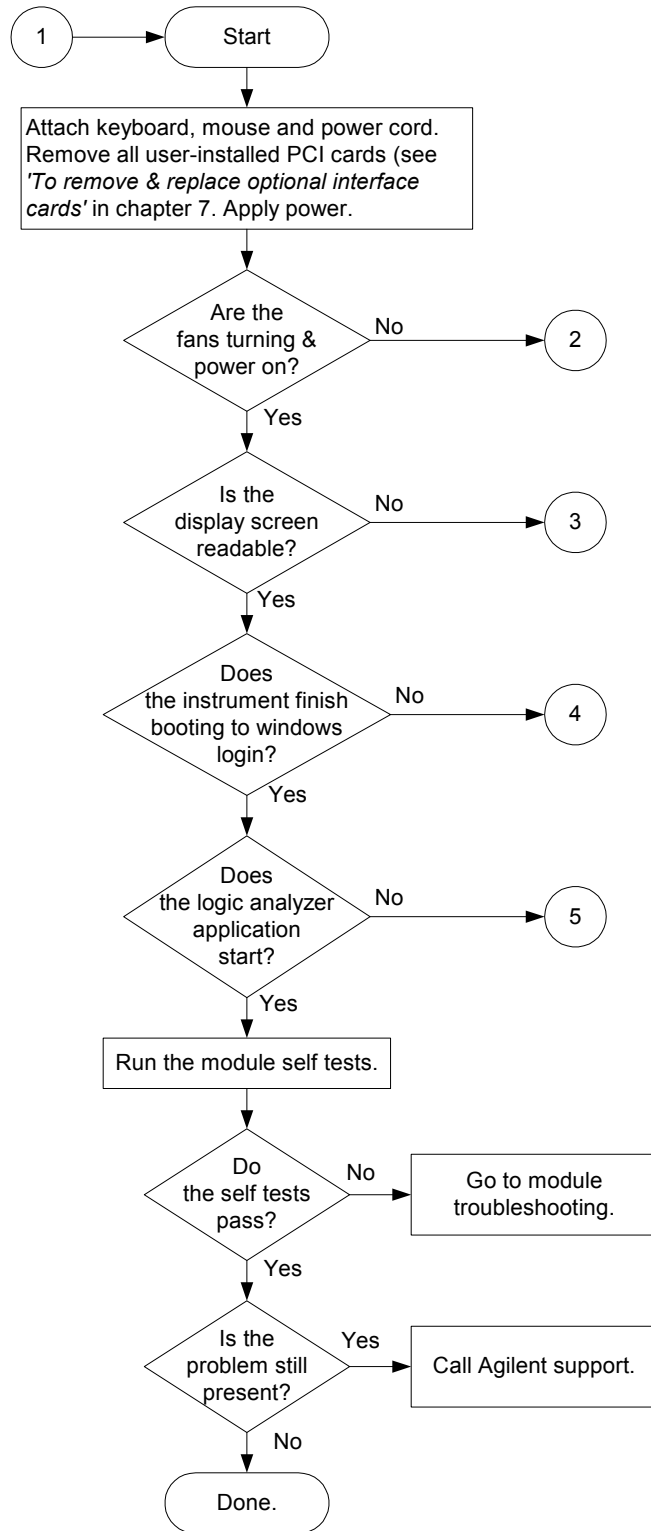 1
Start
Attach keyboard, mouse and power cord.
Remove all user-installed PCI cards (see
'To remove & replace optional interface
cards' in chapter 7. Apply power.
Are the
fans turning &
power on?
No
2
Yes
Is the
display screen
readable?
No
3
Yes
Does
the instrument finish
booting to windows
login?
No
4
Yes
Does
the logic analyzer
application
start?
No
5
Yes
Run the module self tests.
Do
the self tests
pass?
No
Go to module
troubleshooting.
Yes
Is the
problem still
present?
Yes
Call Agilent support.
No
Done.